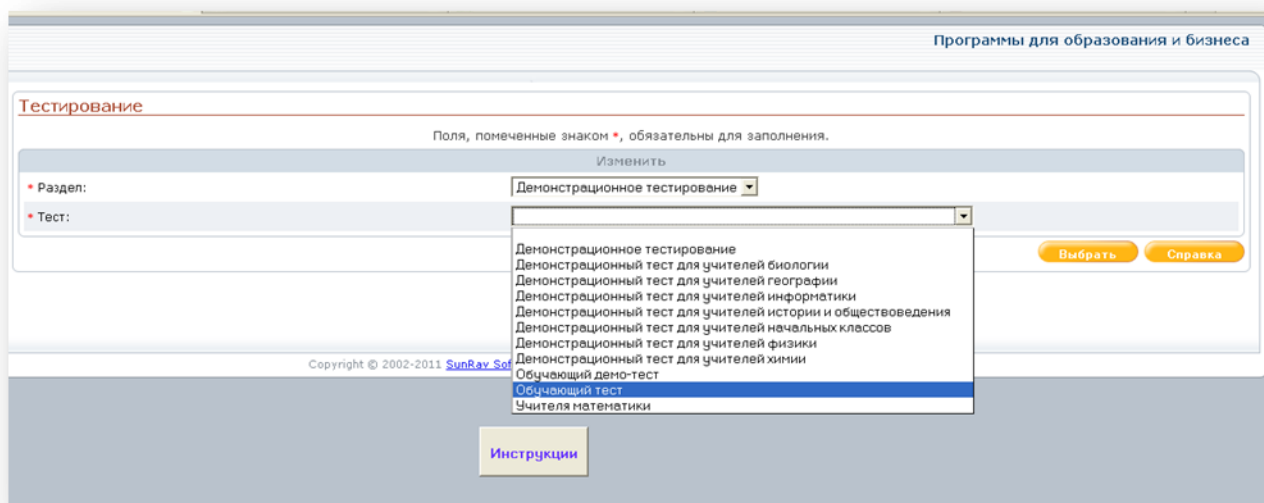 Программы для образования и бизнеса
Тестирование
Поля, помеченные знаком *, обязательны для заполнения.
Изменить
* Раздел: Демонстрационное тестирование
* Тест:
Демонстрационное тестирование
Демонстрационный тест для учителей биологии
Демонстрационный тест для учителей географии
Демонстрационный тест для учителей информатики
Демонстрационный тест для учителей истории и обществоведения
Демонстрационный тест для учителей начальных классов
Демонстрационный тест для учителей физики
Демонстрационный тест для учителей химии
Обучающий демо-тест
Обучающий тест
Учителя математики
Выбрать Справка
Copyright © 2002-2011 SunRav Sof
Инструкции